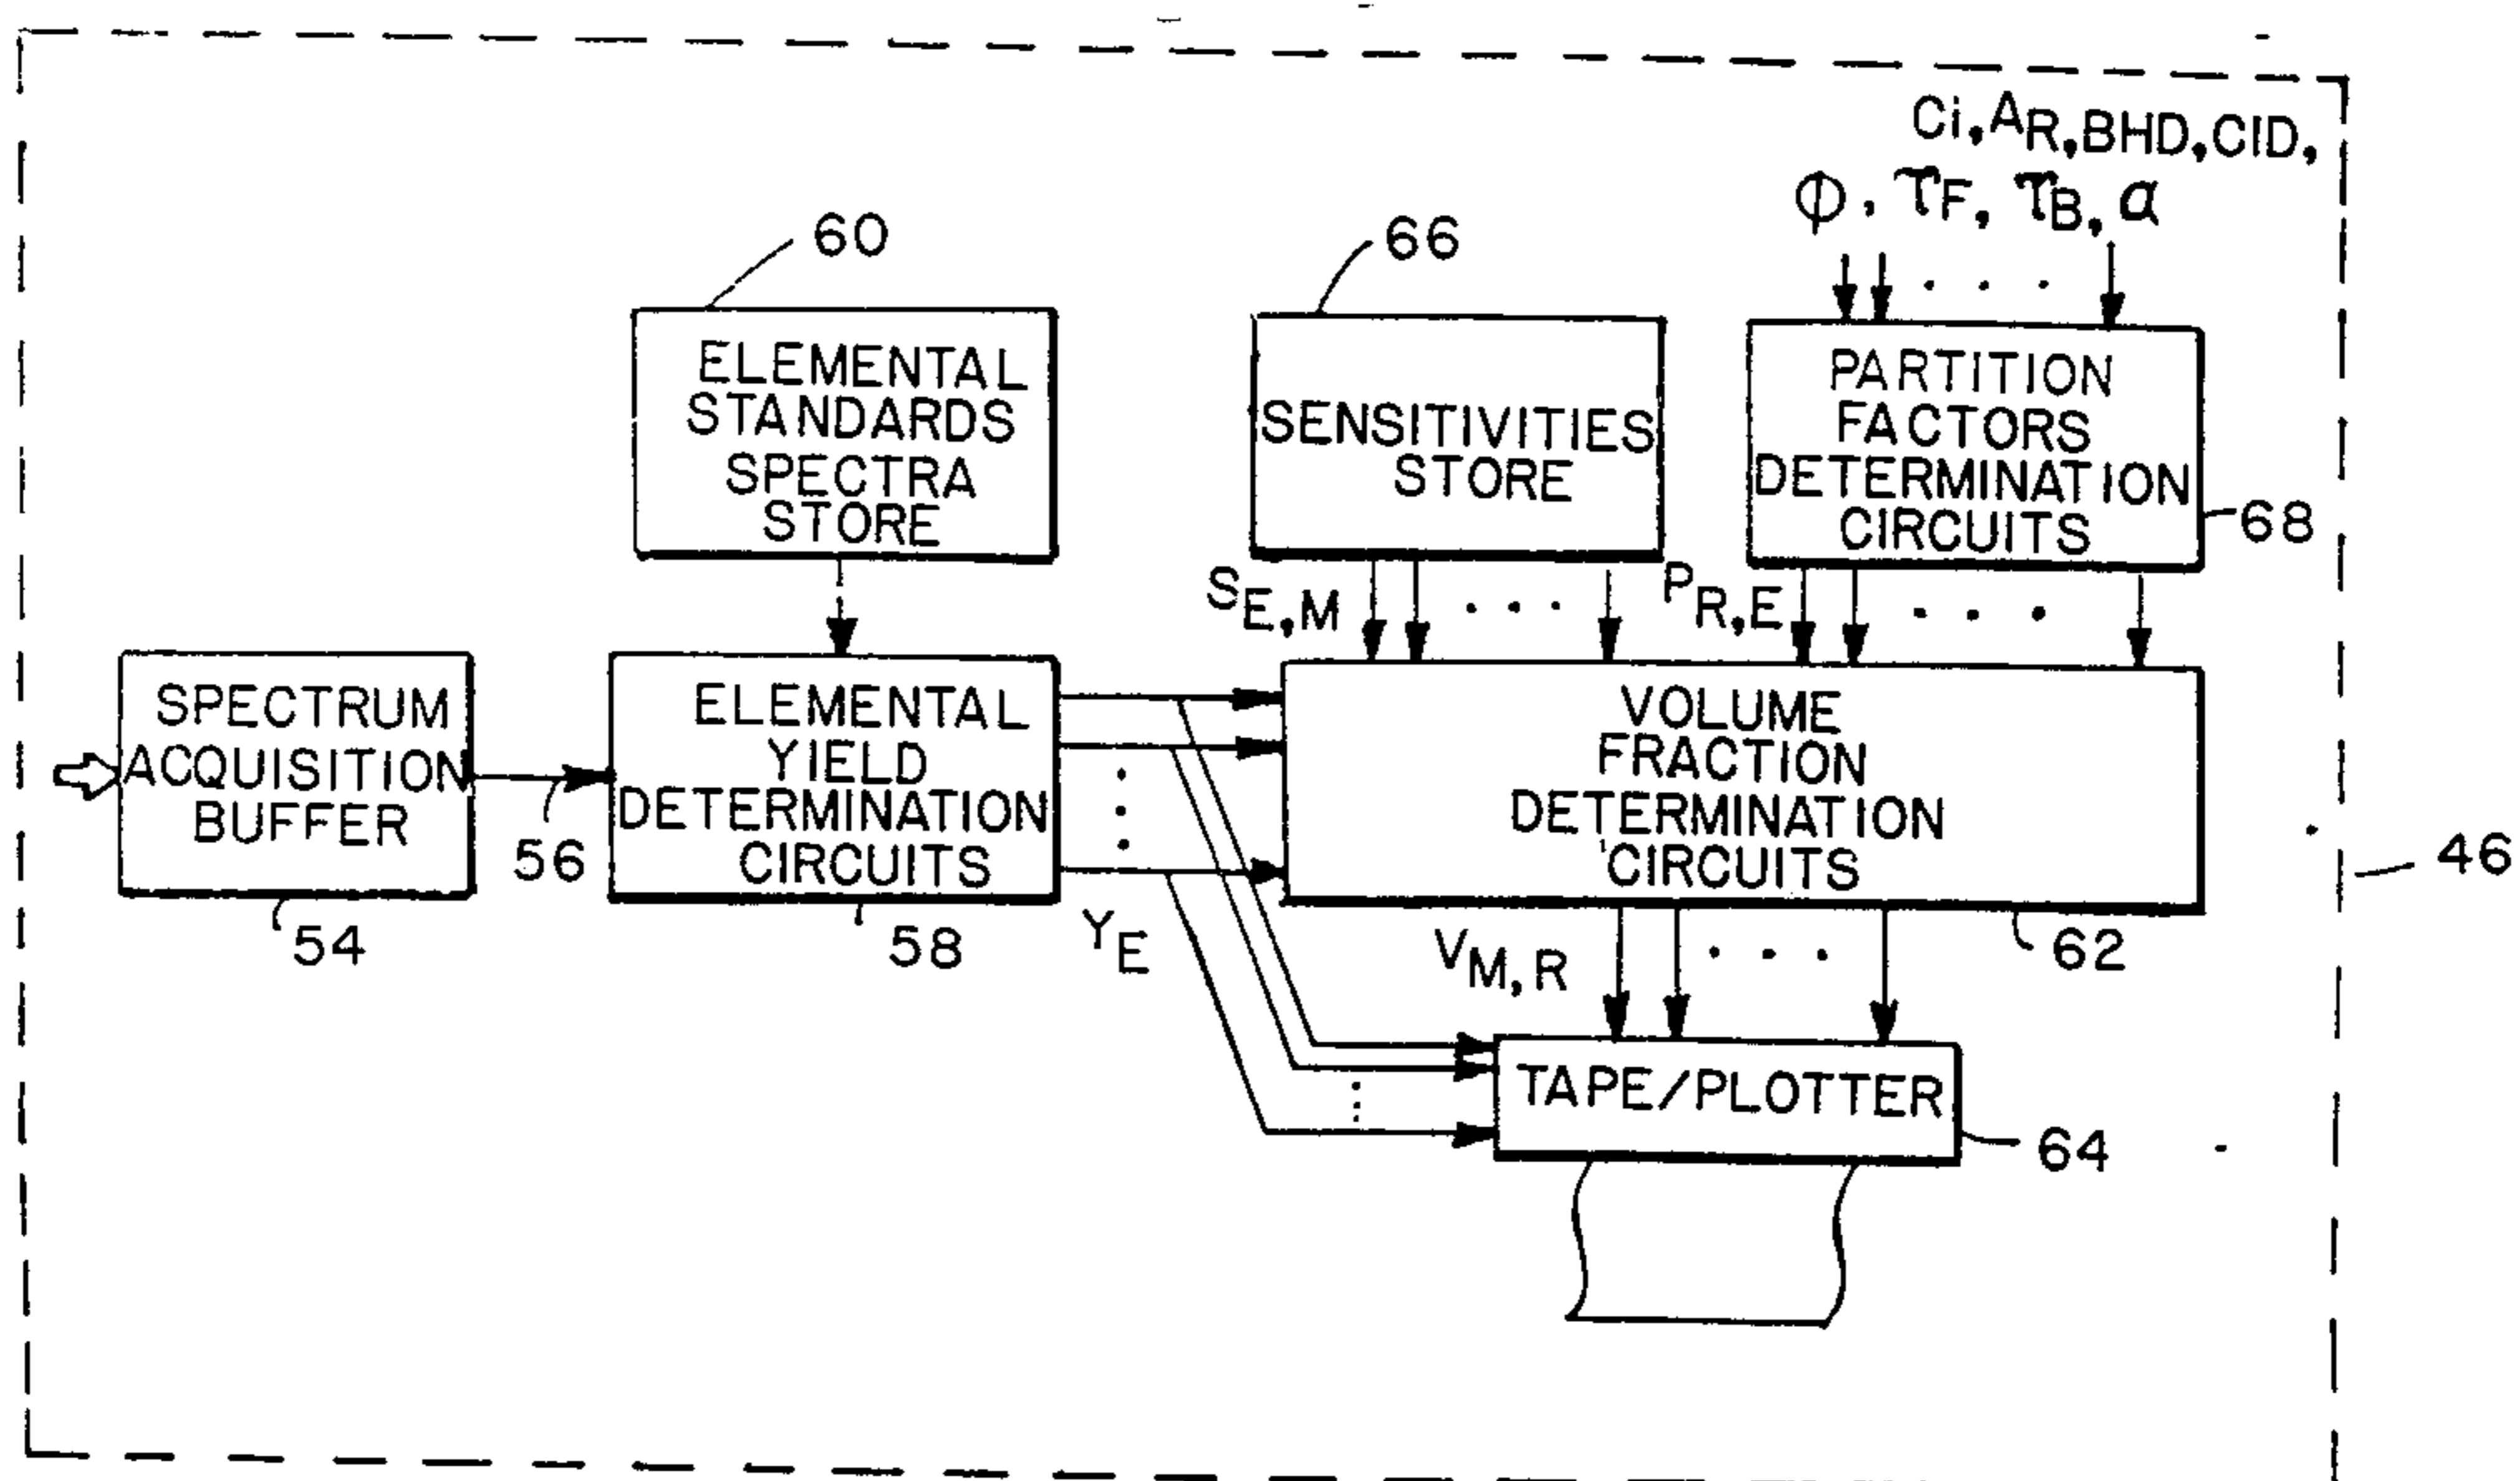 Ci, AR, BHD, CID,
ϕ, τF, τB, α
60
66
ELEMENTAL
STANDARDS
SPECTRA
STORE
SENSITIVITIES
STORE
PARTITION
FACTORS
DETERMINATION
CIRCUITS
68
SE,M
...
PR,E
...
SPECTRUM
ACQUISITION
BUFFER
54
56
ELEMENTAL
YIELD
DETERMINATION
CIRCUITS
58
YE
VOLUME
FRACTION
DETERMINATION
CIRCUITS
62
46
VM,R
...
TAPE/PLOTTER
64